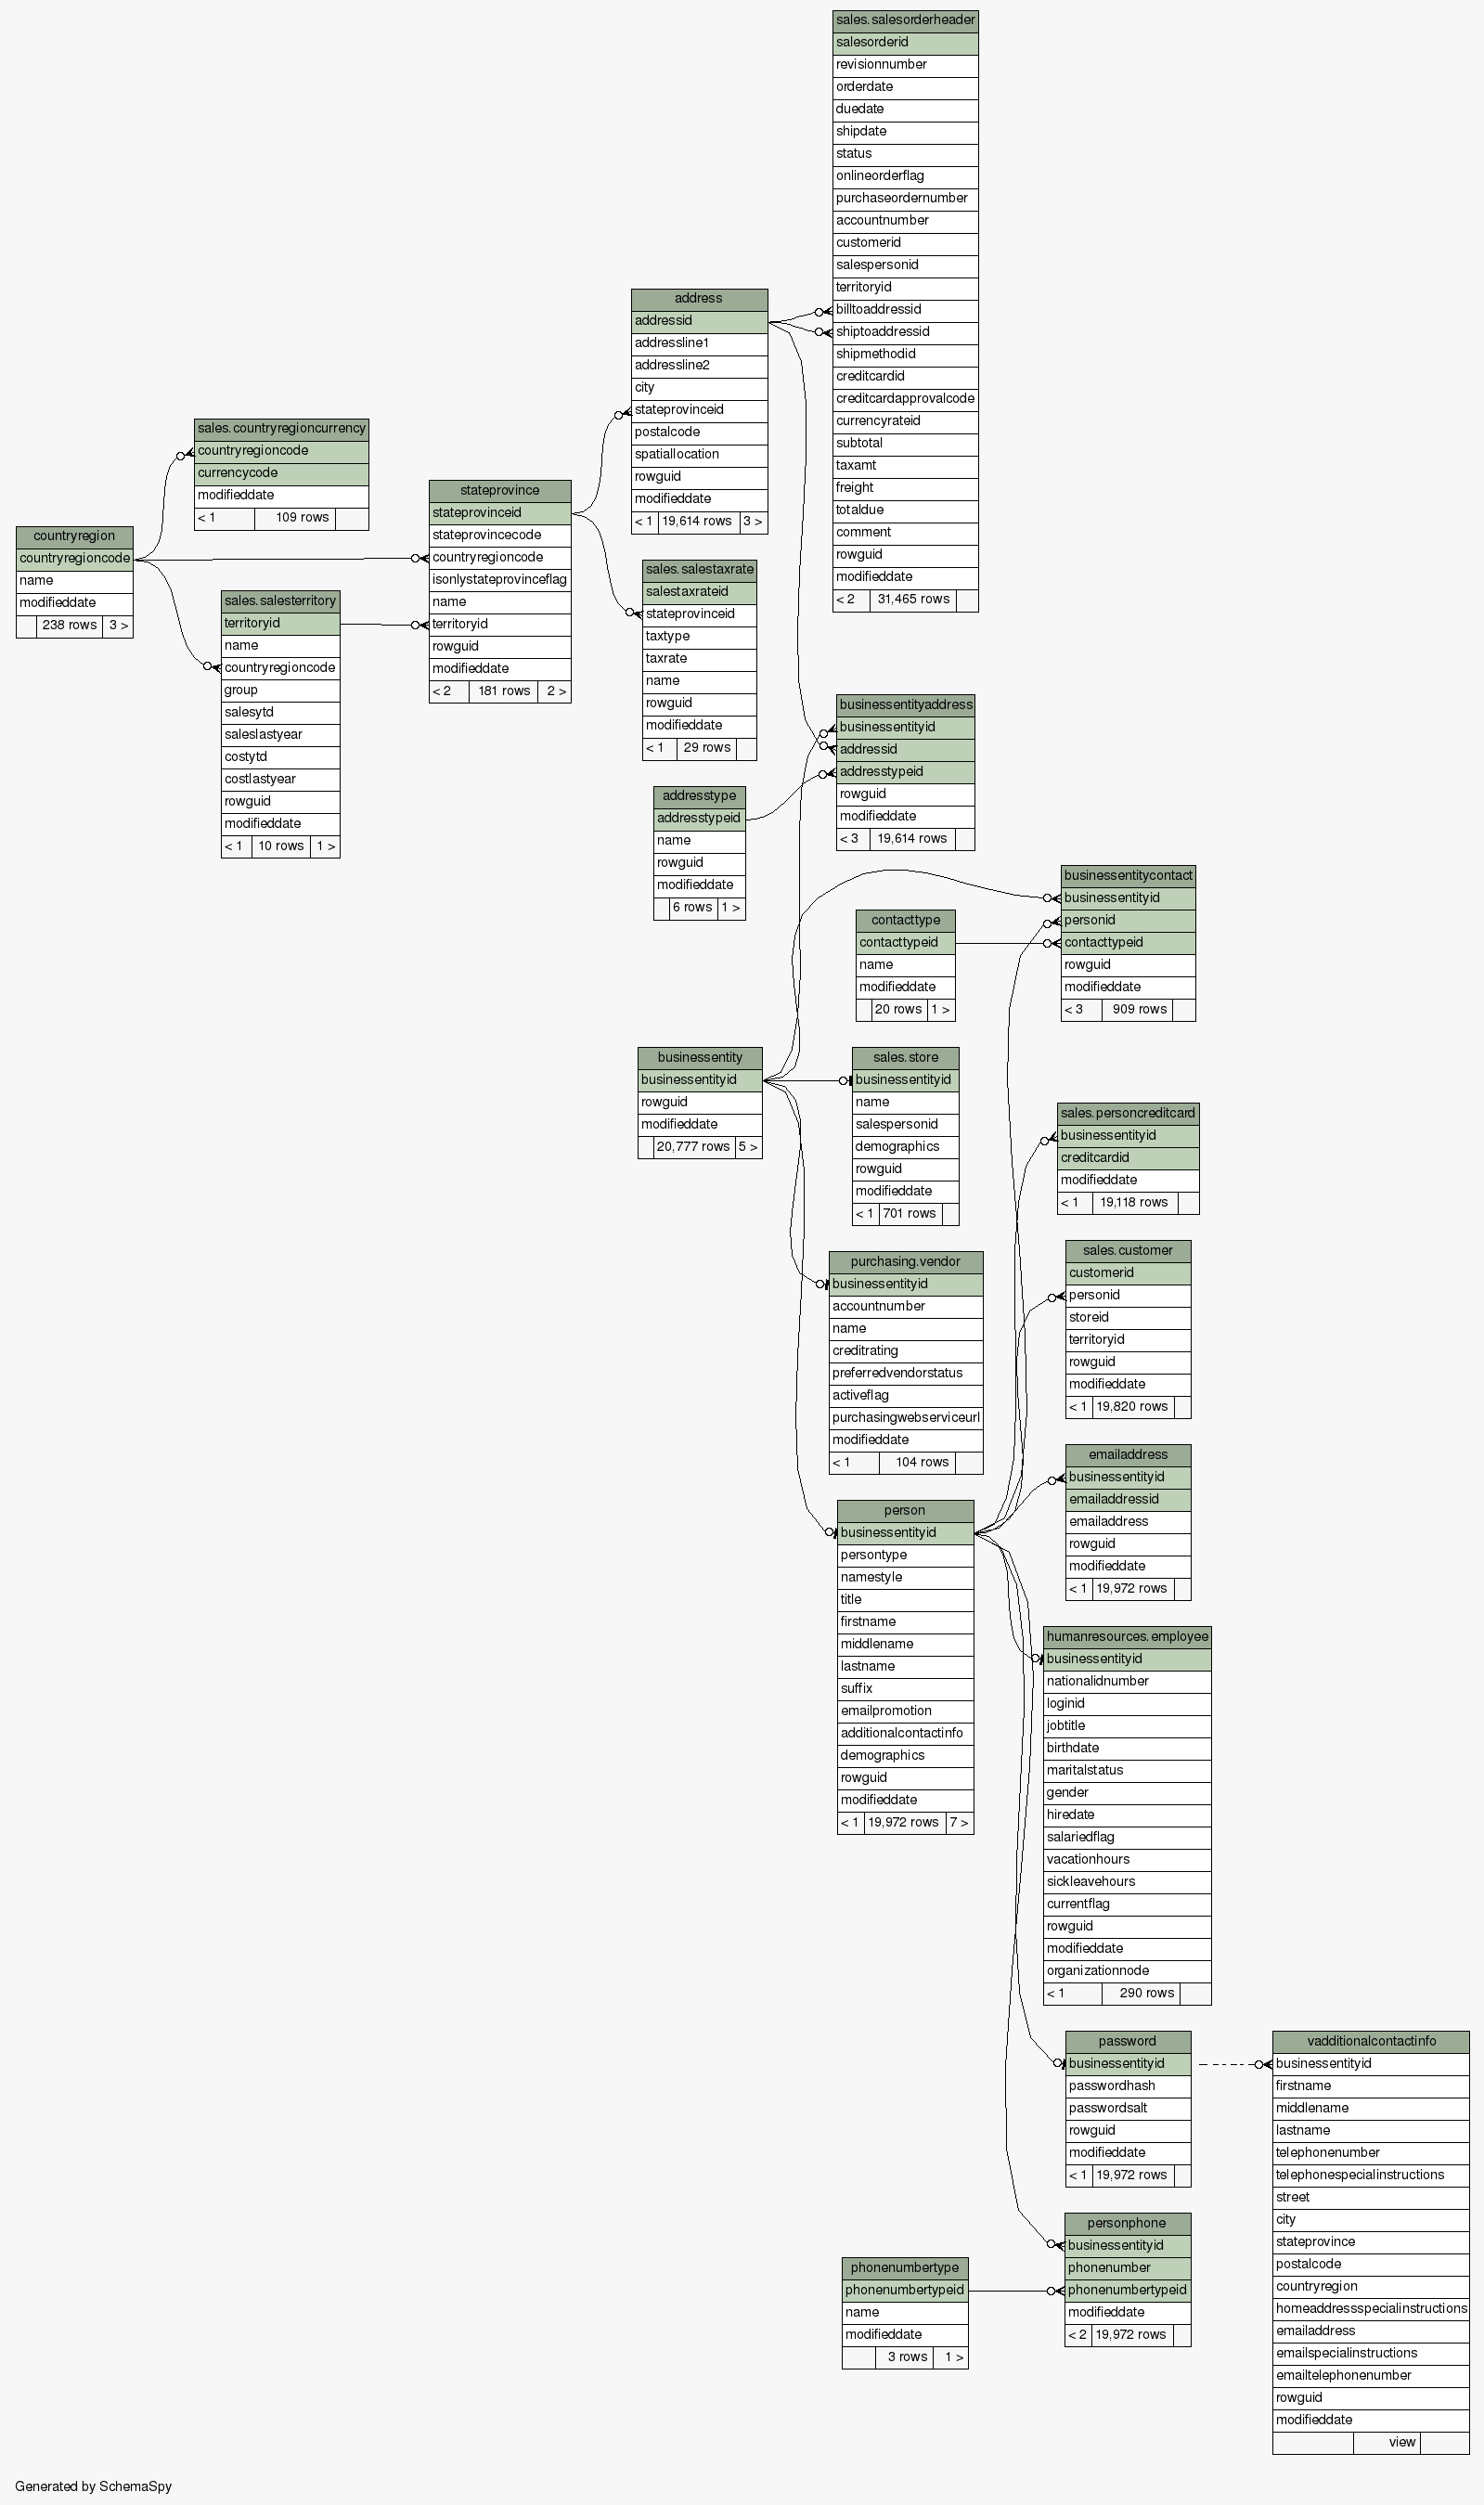 sales.salesorderheader
salesorderid
revisionnumber
orderdate
duedate
shipdate
status
onlineorderflag
purchaseordernumber
accountnumber
customerid
salespersonid
territoryid
billtoaddressid
shiptoaddressid
shipmethodid
creditcardid
creditcardapprovalcode
currencyrateid
subtotal
taxamt
freight
totaldue
comment
rowguid
modifieddate
< 2 31,465 rows
address
addressid
addressline1
addressline2
city
stateprovinceid
postalcode
spatiallocation
rowguid
modifieddate
< 1 19,614 rows 3 >
sales.countryregioncurrency
countryregioncode
currencycode
modifieddate
< 1 109 rows
stateprovince
stateprovinceid
stateprovincecode
countryregioncode
isonlystateprovinceflag
name
territoryid
rowguid
modifieddate
< 2 181 rows 2 >
countryregion
countryregioncode
name
modifieddate
238 rows 3 >
sales.salesterritory
territoryid
name
countryregioncode
group
salesytd
saleslastyear
costytd
costlastyear
rowguid
modifieddate
< 1 10 rows 1 >
sales.salestaxrate
salestaxrateid
stateprovinceid
taxtype
taxrate
name
rowguid
modifieddate
< 1 29 rows
businessentityaddress
businessentityid
addressid
addresstypeid
rowguid
modifieddate
< 3 19,614 rows
addresstype
addresstypeid
name
rowguid
modifieddate
6 rows 1 >
businessentitycontact
businessentityid
personid
contacttypeid
rowguid
modifieddate
< 3 909 rows
contacttype
contacttypeid
name
modifieddate
20 rows 1 >
businessentity
businessentityid
rowguid
modifieddate
20,777 rows 5 >
sales.store
businessentityid
name
salespersonid
demographics
rowguid
modifieddate
< 1 701 rows
sales.personcreditcard
businessentityid
creditcardid
modifieddate
< 1 19,118 rows
sales.customer
customerid
personid
storeid
territoryid
rowguid
modifieddate
< 1 19,820 rows
purchasing.vendor
businessentityid
accountnumber
name
creditrating
preferredvendorstatus
activeflag
purchasingwebserviceurl
modifieddate
< 1 104 rows
emailaddress
businessentityid
emailaddressid
emailaddress
rowguid
modifieddate
< 1 19,972 rows
person
businessentityid
persontype
namestyle
title
firstname
middlename
lastname
suffix
emailpromotion
additionalcontactinfo
demographics
rowguid
modifieddate
< 1 19,972 rows 7 >
humanresources.employee
businessentityid
nationalidnumber
loginid
jobtitle
birthdate
maritalstatus
gender
hiredate
salariedflag
vacationhours
sickleavehours
currentflag
rowguid
modifieddate
organizationnode
< 1 290 rows
password
businessentityid
passwordhash
passwordsalt
rowguid
modifieddate
< 1 19,972 rows
vadditionalcontactinfo
businessentityid
firstname
middlename
lastname
telephonenumber
telephonespecialinstructions
street
city
stateprovince
postalcode
countryregion
homeaddressspecialinstructions
emailaddress
emailspecialinstructions
emailtelephonenumber
rowguid
modifieddate
view
personphone
businessentityid
phonenumber
phonenumbertypeid
modifieddate
< 2 19,972 rows
phonenumbertype
phonenumbertypeid
name
modifieddate
3 rows 1 >
Generated by SchemaSpy